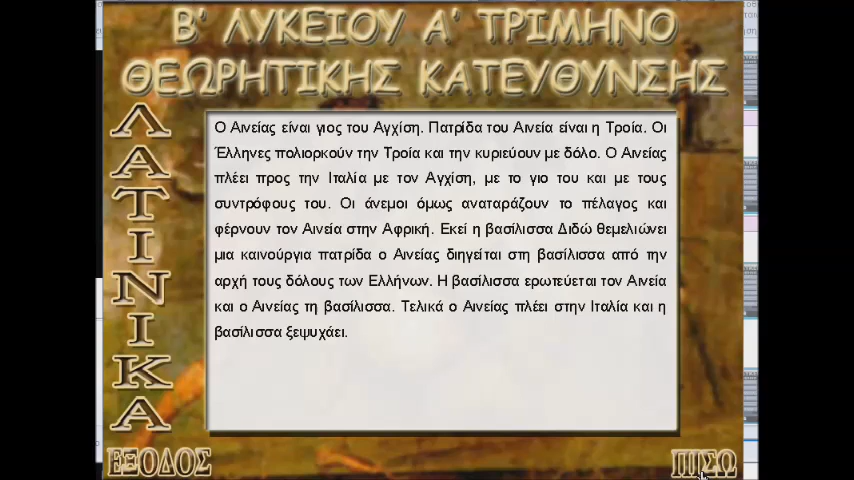 Β' ΛΥΚΕΙΟΥ Α' ΤΡΙΜΗΝΟ
ΘΕΩΡΗΤΙΚΗΣ ΚΑΤΕΥΘΥΝΣΗΣ
ΛΑΤΙΝΙΚΑ
Ο Αινείας είναι γιος του Αγχίση. Πατρίδα του Αινεία είναι η Τροία. Οι
Έλληνες πολιορκούν την Τροία και την κυριεύουν με δόλο. Ο Αινείας
πλέει προς την Ιταλία με τον Αγχίση, με το γιο του και με τους
συντρόφους του. Οι άνεμοι όμως αναταράζουν το πέλαγος και
φέρνουν τον Αινεία στην Αφρική. Εκεί η βασίλισσα Διδώ θεμελιώνει
μια καινούργια πατρίδα ο Αινείας διηγείται στη βασίλισσα από την
αρχή τους δόλους των Ελλήνων. Η βασίλισσα ερωτεύεται τον Αινεία
και ο Αινείας τη βασίλισσα. Τελικά ο Αινείας πλέει στην Ιταλία και η
βασίλισσα ξεψυχάει.
ΕΞΟΔΟΣ
ΠΙΣΩ